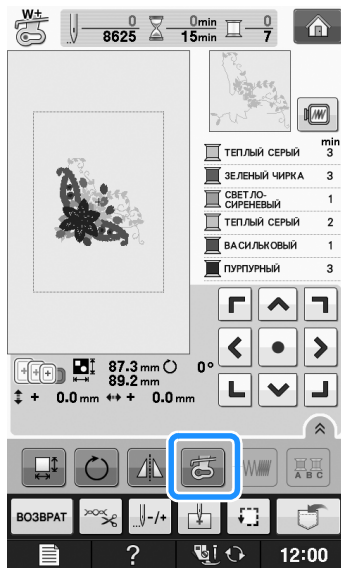 W+
0 0min 0
8625 15min 7
min
ТЕПЛЫЙ СЕРЫЙ 3
ЗЕЛЕНЫЙ ЧИРКА 3
СВЕТЛО-
СИРЕНЕВЫЙ 1
ТЕПЛЫЙ СЕРЫЙ 2
ВАСИЛЬКОВЫЙ 1
ПУРПУРНЫЙ 3
87.3 mm 0°
89.2 mm
+ 0.0 mm + 0.0 mm
A B C
ВОЗВРАТ -/+
? 12:00